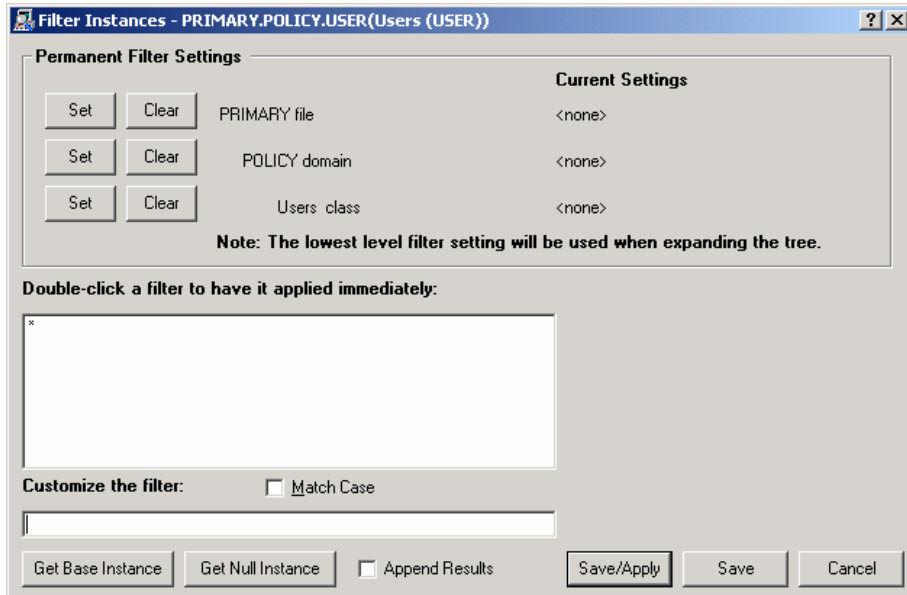 Filter Instances - PRIMARY.POLICY.USER(Users (USER))
Permanent Filter Settings
Current Settings
Set Clear PRIMARY file <none>
Set Clear POLICY domain <none>
Set Clear Users class <none>
Note: The lowest level filter setting will be used when expanding the tree.
Double-click a filter to have it applied immediately:
*
Customize the filter: Match Case
Get Base Instance Get Null Instance Append Results Save/Apply Save Cancel